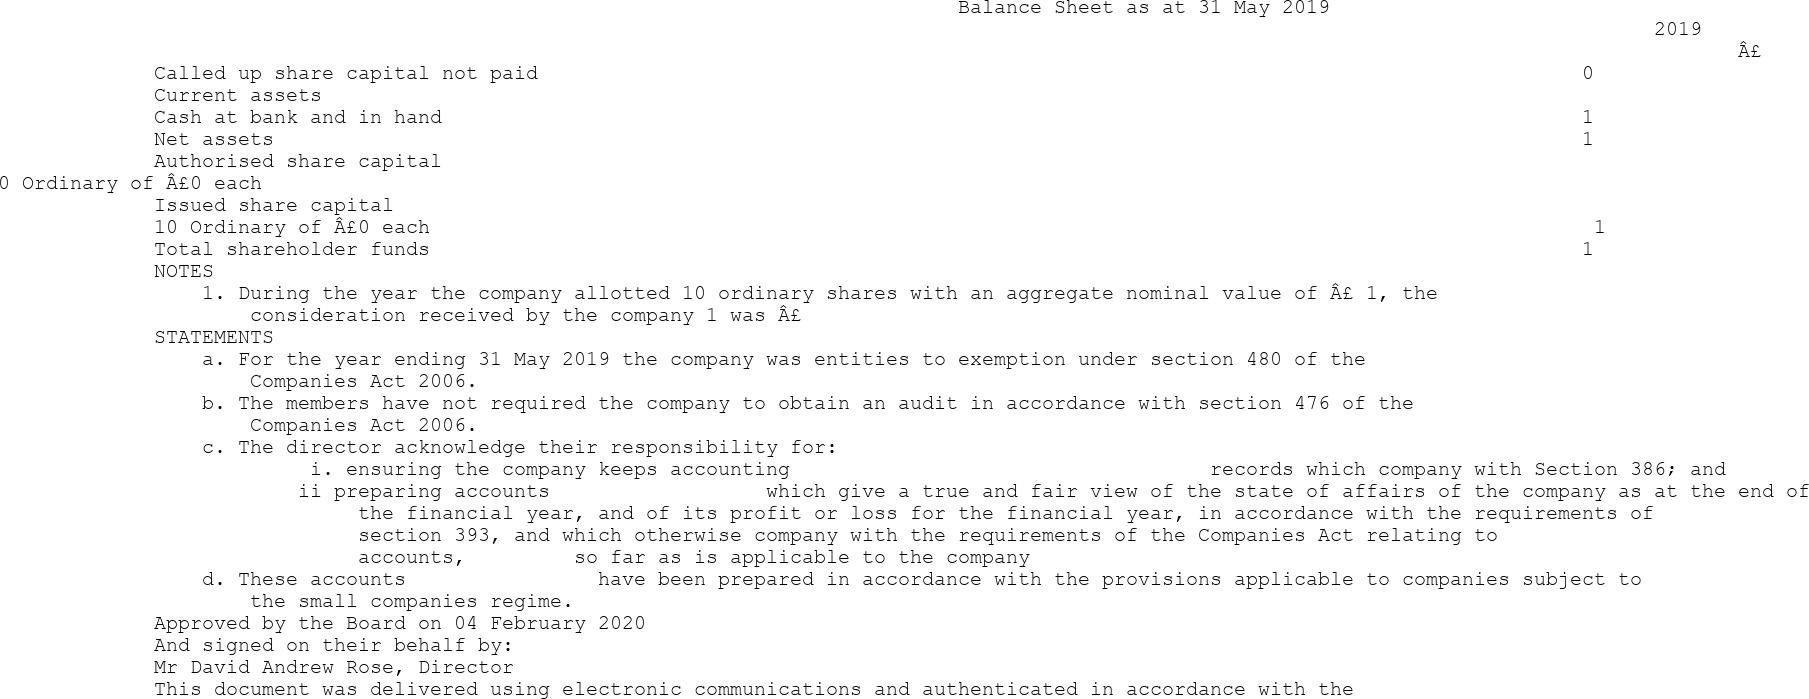 Balance Sheet as at 31 May 2019
2019
Â£
Called up share capital not paid 0
Current assets
Cash at bank and in hand 1
Net assets 1
Authorised share capital
0 Ordinary of Â£0 each
Issued share capital
10 Ordinary of Â£0 each 1
Total shareholder funds 1
NOTES
1. During the year the company allotted 10 ordinary shares with an aggregate nominal value of Â£ 1, the
consideration received by the company 1 was Â£
STATEMENTS
a. For the year ending 31 May 2019 the company was entities to exemption under section 480 of the
Companies Act 2006.
b. The members have not required the company to obtain an audit in accordance with section 476 of the
Companies Act 2006.
c. The director acknowledge their responsibility for:
i. ensuring the company keeps accounting records which company with Section 386; and
ii preparing accounts which give a true and fair view of the state of affairs of the company as at the end of
the financial year, and of its profit or loss for the financial year, in accordance with the requirements of
section 393, and which otherwise company with the requirements of the Companies Act relating to
accounts, so far as is applicable to the company
d. These accounts have been prepared in accordance with the provisions applicable to companies subject to
the small companies regime.
Approved by the Board on 04 February 2020
And signed on their behalf by:
Mr David Andrew Rose, Director
This document was delivered using electronic communications and authenticated in accordance with the